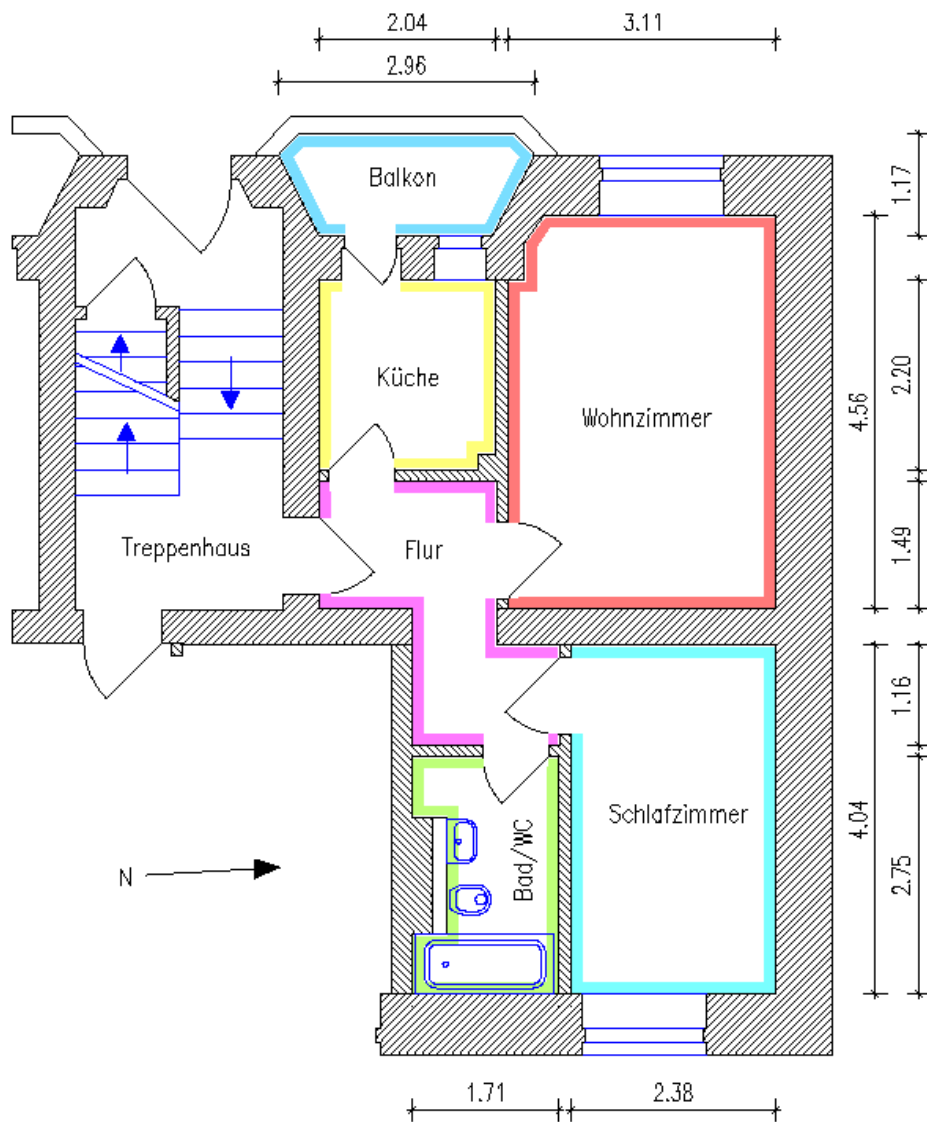 2.04
3.11
2.96
Balkon
1.17
Küche
2.20
Wohnzimmer
4.56
Treppenhaus
Flur
1.49
1.16
Schlafzimmer
Bad/WC
4.04
2.75
N
1.71
2.38